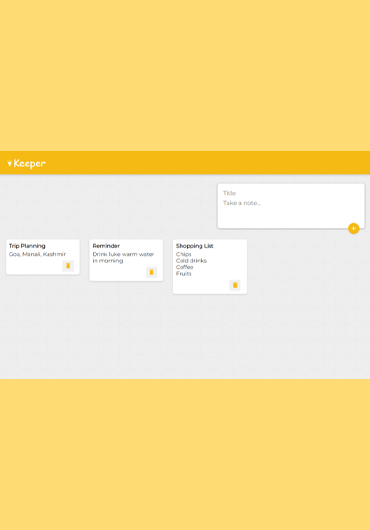 Keeper
Title
Take a note...
Trip Planning
Goa, Manali, Kashmir
Reminder
Drink luke warm water
in morning
Shopping List
Chips
Cold drinks
Coffee
Fruits